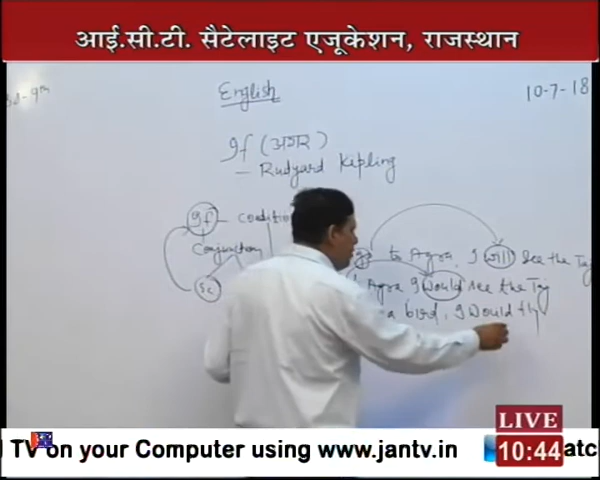 आई.सी.टी. सैटेलाइट एजूकेशन, राजस्थान
9th
English
10-7-18
If (अगर)
- Rudyard Kipling
If - condition
Conjunction
SC
to Agra, I will see the Taj
Agra I would see the Taj
a bird, I would fly
LIVE
TV on your Computer using www.jantv.in
10:44
atc